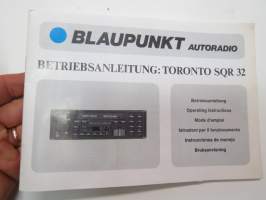 BLAUPUNKT AUTORADIO
BETRIEBSANLEITUNG: TORONTO SQR 32
Betriebsanleitung
Operating Instructions
Mode d'emploi
Istruzioni per il funzionamento
Instrucciones de manejo
Bruksanvisning